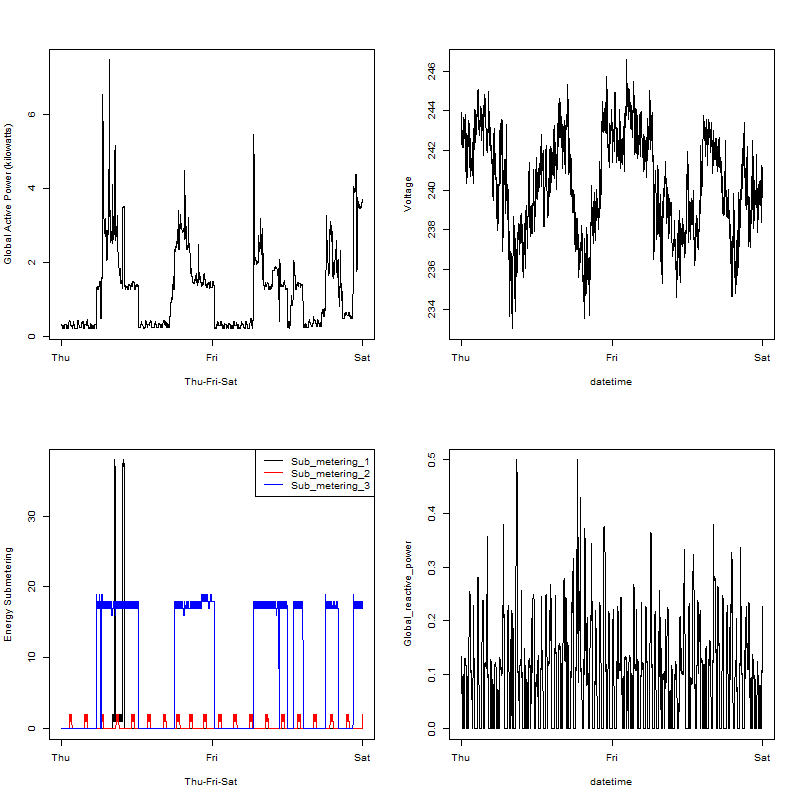 Global Active Power (kilowatts)
6
4
2
0
Thu
Fri
Sat
Thu-Fri-Sat
Voltage
246
244
242
240
238
236
234
Thu
Fri
Sat
datetime
Energy Submetering
30
20
10
0
Sub_metering_1
Sub_metering_2
Sub_metering_3
Thu
Fri
Sat
Thu-Fri-Sat
Global_reactive_power
0.5
0.4
0.3
0.2
0.1
0.0
Thu
Fri
Sat
datetime